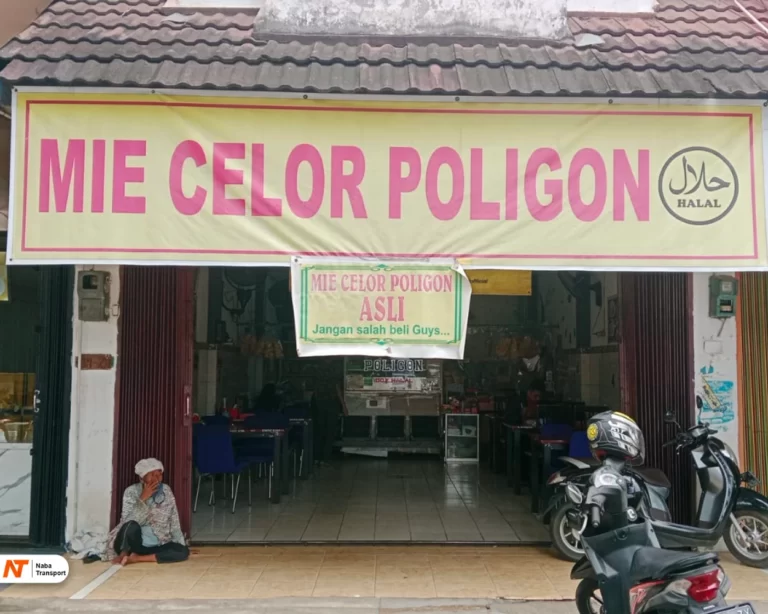 MIE CELOR POLIGON
حلال
HALAL
MIE CELOR POLIGON
ASLI
Jangan salah beli Guys...
POLIGON
NT
Naba
Transport